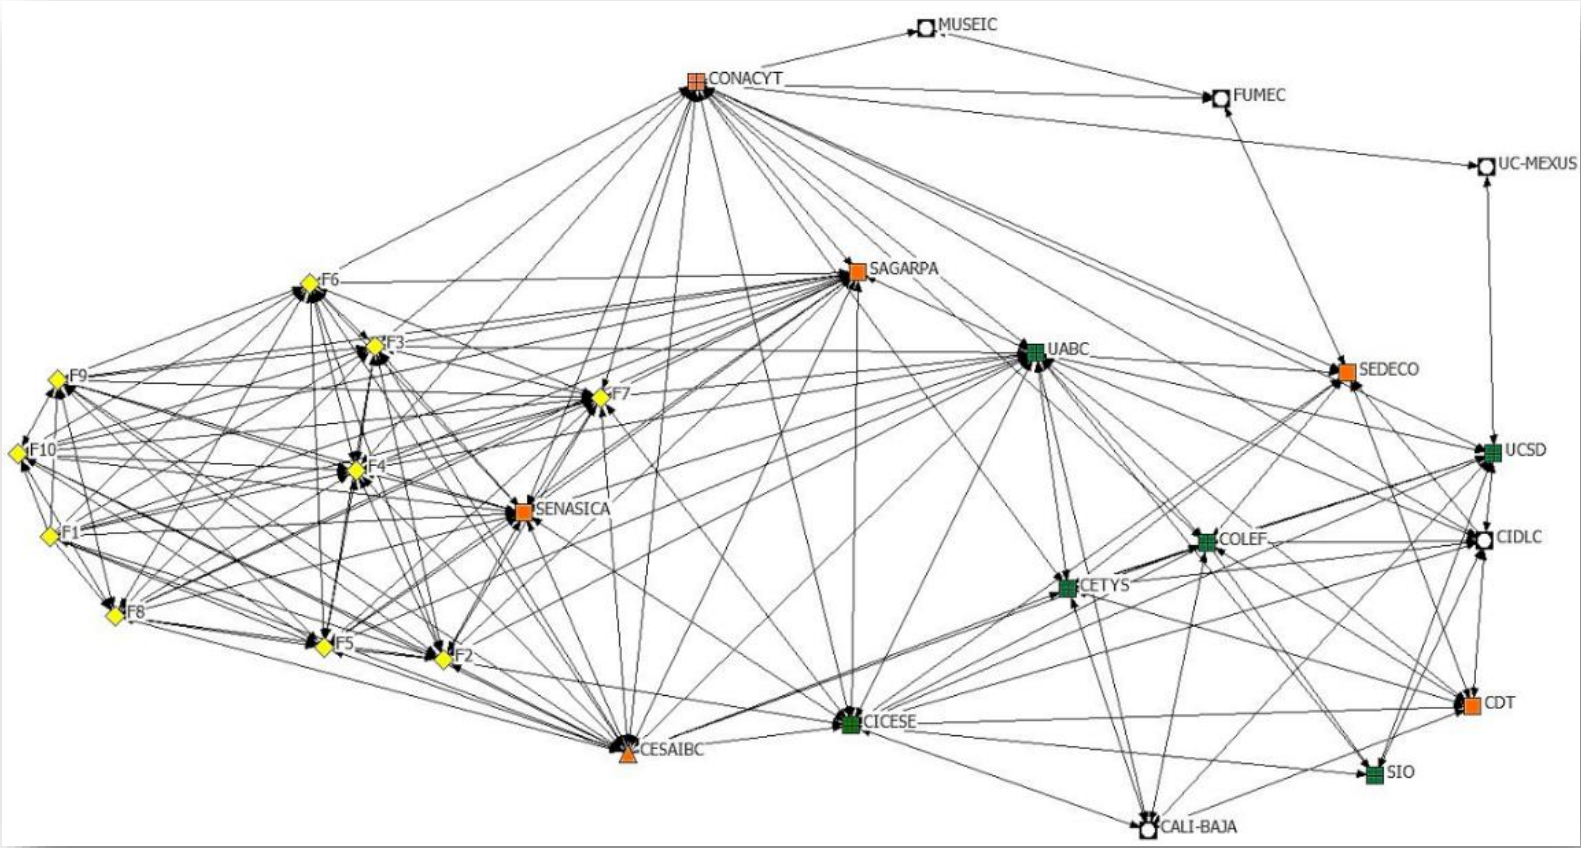 MUSEIC
CONACYT
FUMEC
UC-MEXUS
SAGARPA
F6
F3
UABC
SEDECO
F9
F7
F10
F4
UCSD
SENASICA
F1
COLEF
CIDLC
CETYS
F8
F5
F2
CDT
CICESE
CESAIBC
SIO
CALI-BAJA